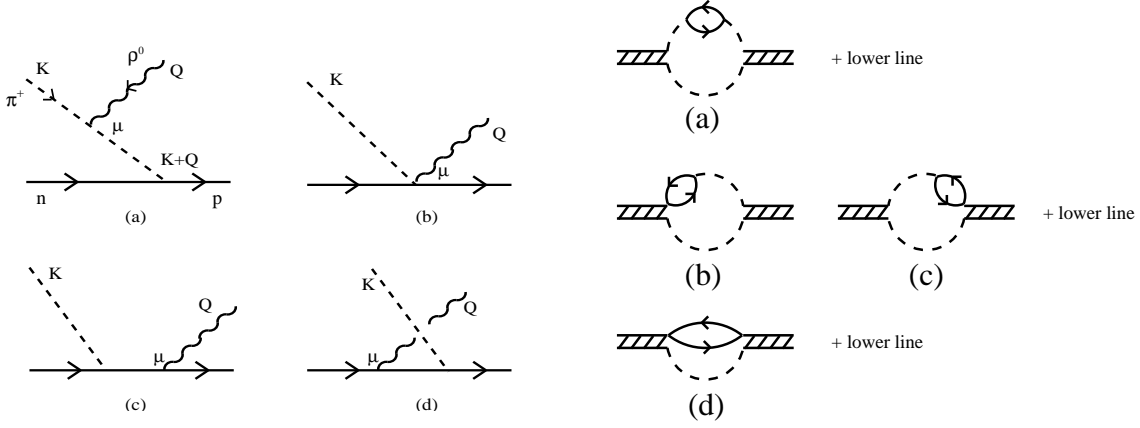 K
ρ⁰
Q
π⁺
μ
K+Q
n
p
(a)
K
Q
μ
(b)
K
Q
μ
(c)
K
Q
μ
(d)
+ lower line
(a)
(b)
(c)
+ lower line
(d)
+ lower line